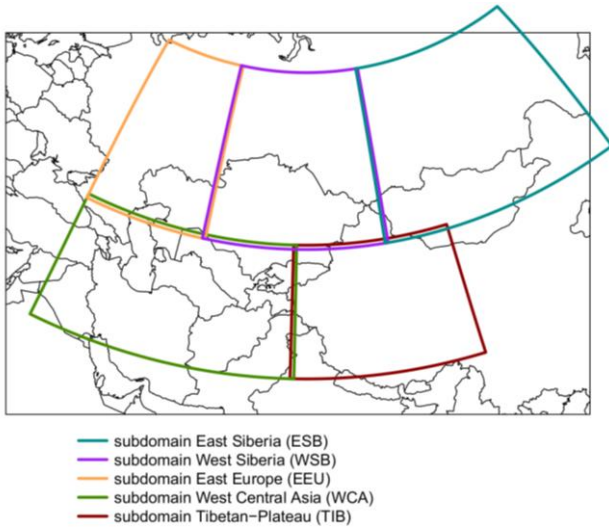 subdomain East Siberia (ESB)
subdomain West Siberia (WSB)
subdomain East Europe (EEU)
subdomain West Central Asia (WCA)
subdomain Tibetan−Plateau (TIB)